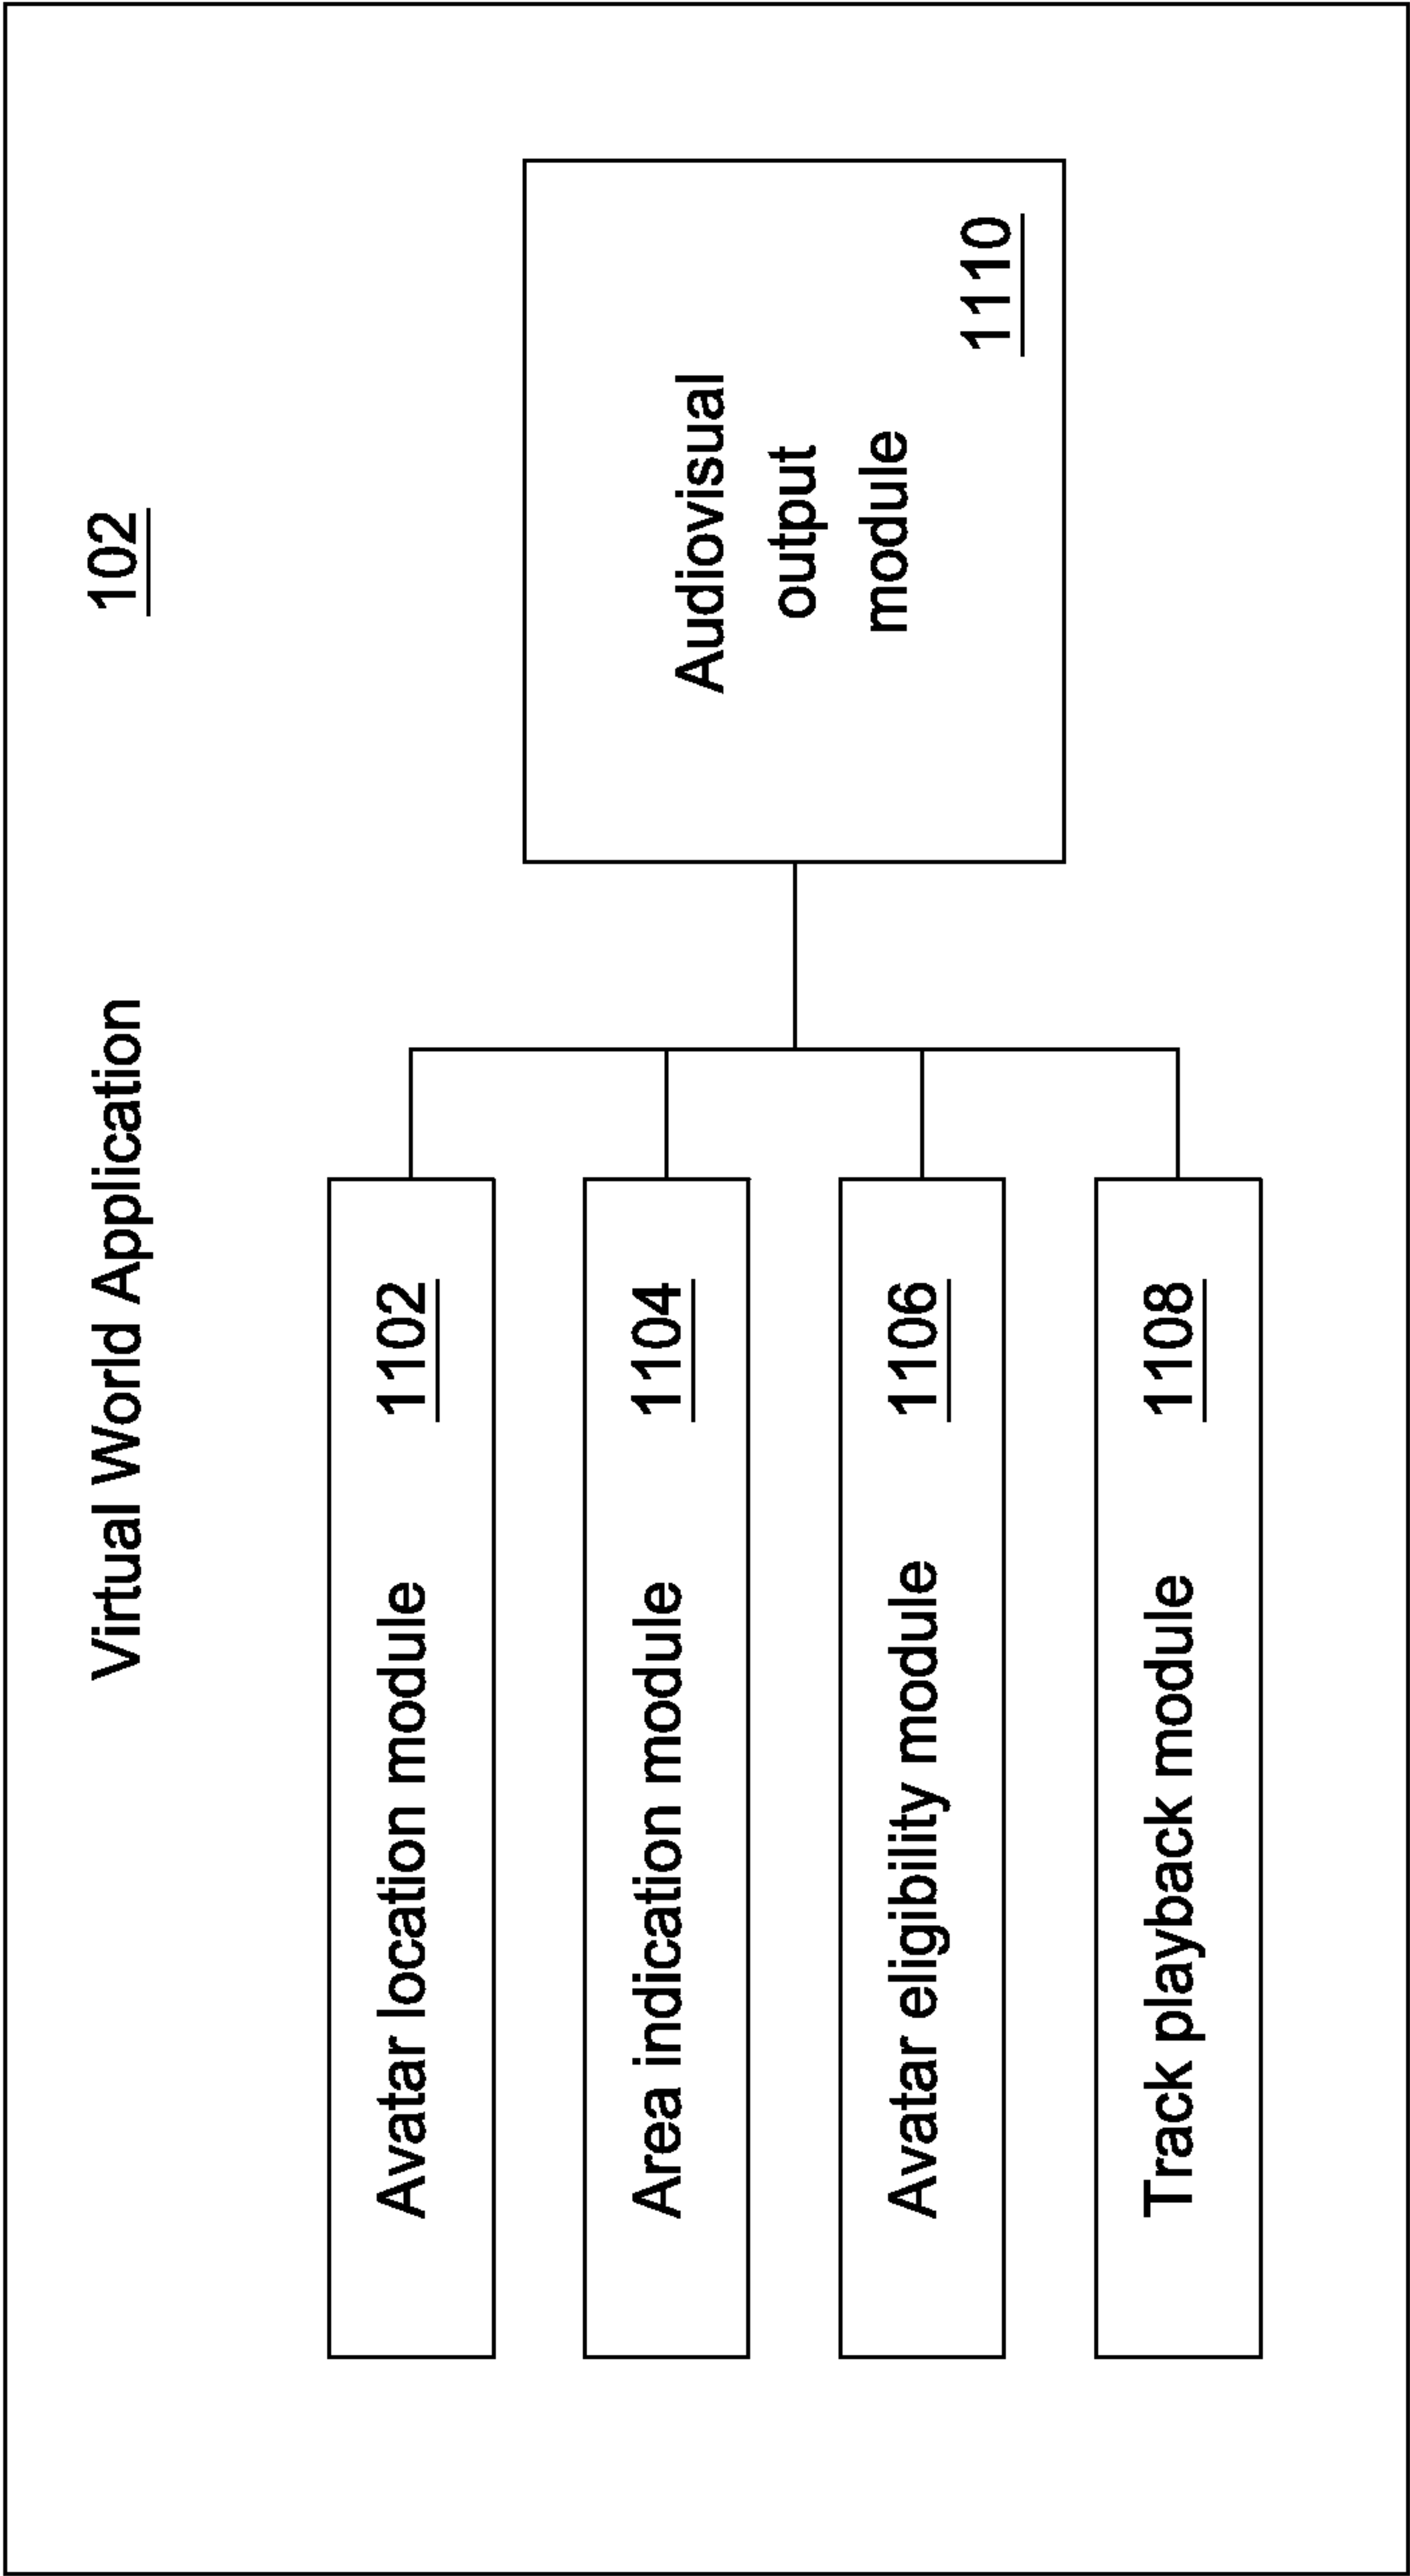 Virtual World Application 102
Avatar location module 1102
Area indication module 1104
Avatar eligibility module 1106
Track playback module 1108
Audiovisual
output
module
1110